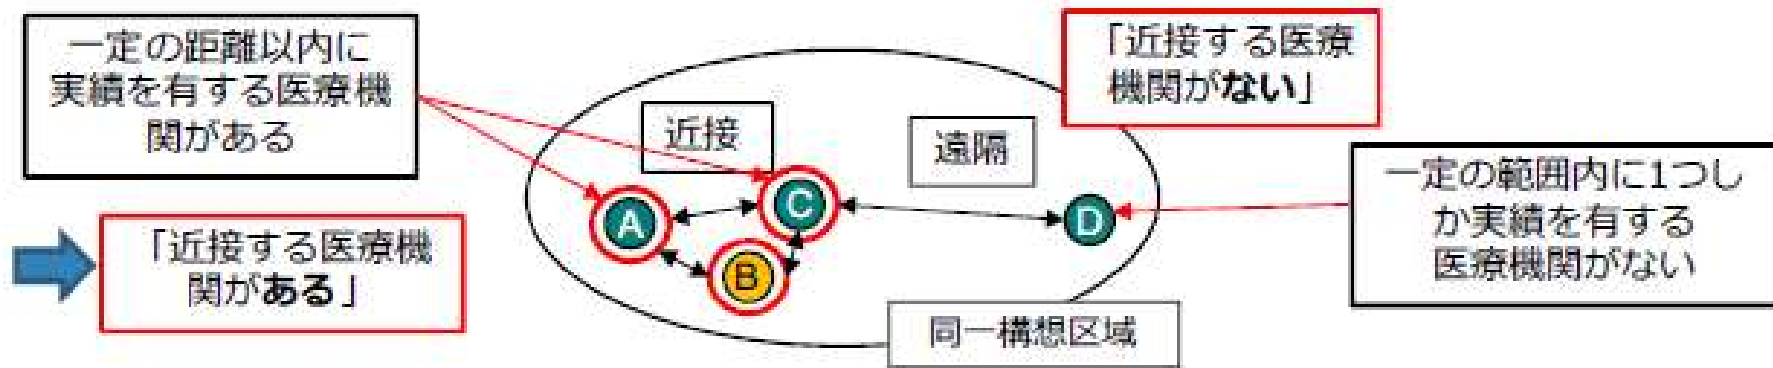 一定の距離以内に
実績を有する医療機
関がある
「近接する医療機
関がある」
近接
遠隔
A
C
B
D
同一構想区域
「近接する医療
機関がない」
一定の範囲内に1つし
か実績を有する
医療機関がない